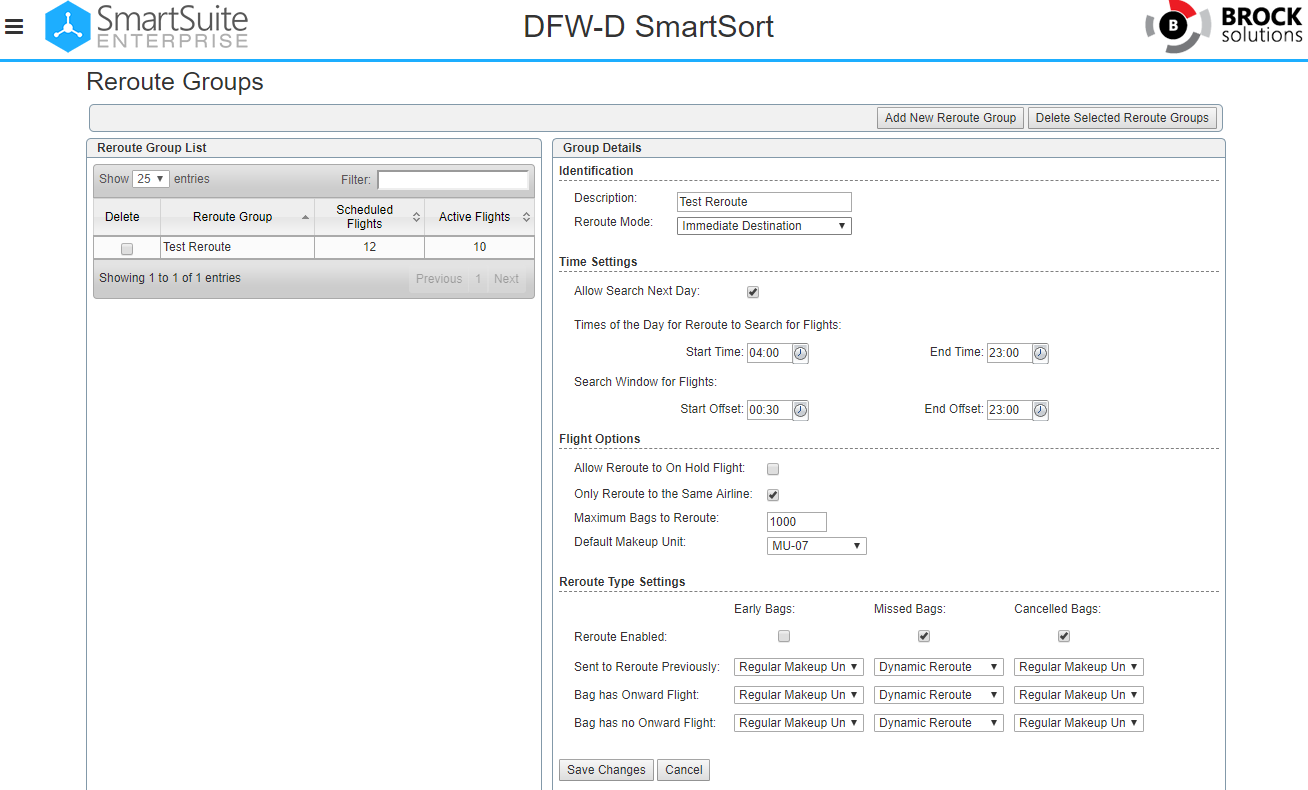 SmartSuite
ENTERPRISE
DFW-D SmartSort
B
BROCK
solutions
Reroute Groups
Add New Reroute Group Delete Selected Reroute Groups
Reroute Group List
Show 25 entries Filter:
Delete Reroute Group Scheduled Flights Active Flights
Test Reroute 12 10
Showing 1 to 1 of 1 entries Previous 1 Next
Group Details
Identification
Description: Test Reroute
Reroute Mode: Immediate Destination
Time Settings
Allow Search Next Day:
Times of the Day for Reroute to Search for Flights:
Start Time: 04:00 End Time: 23:00
Search Window for Flights:
Start Offset: 00:30 End Offset: 23:00
Flight Options
Allow Reroute to On Hold Flight:
Only Reroute to the Same Airline:
Maximum Bags to Reroute: 1000
Default Makeup Unit: MU-07
Reroute Type Settings
Early Bags: Missed Bags: Cancelled Bags:
Reroute Enabled:
Sent to Reroute Previously: Regular Makeup Un Dynamic Reroute Regular Makeup Un
Bag has Onward Flight: Regular Makeup Un Dynamic Reroute Regular Makeup Un
Bag has no Onward Flight: Regular Makeup Un Dynamic Reroute Regular Makeup Un
Save Changes Cancel